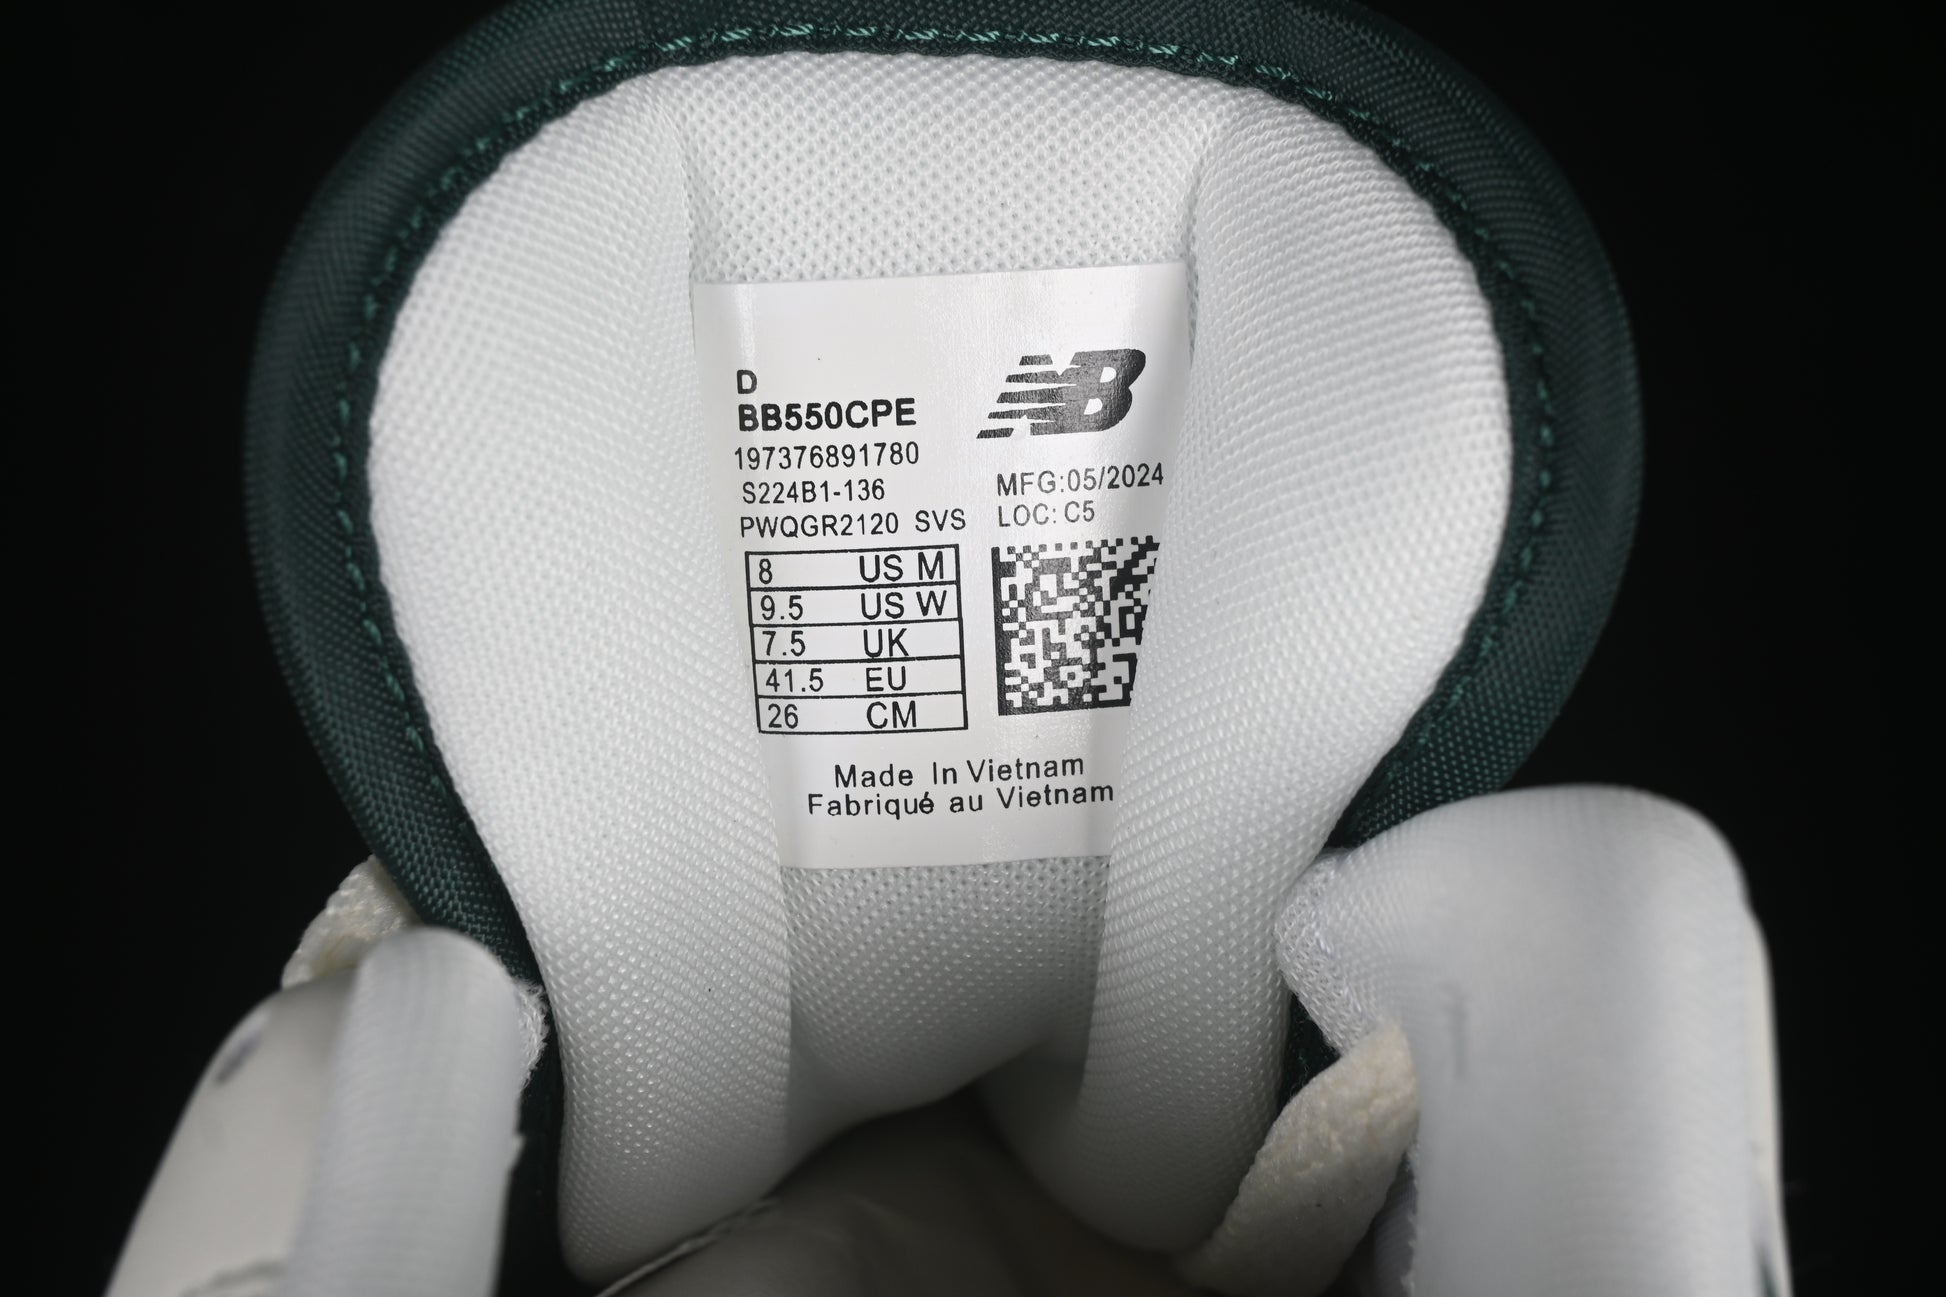 D
BB550CPE
197376891780
S224B1-136
PWQGR2120 SVS
NB
MFG:05/2024
LOC: C5
8 US M
9.5 US W
7.5 UK
41.5 EU
26 CM
Made In Vietnam
Fabriqué au Vietnam